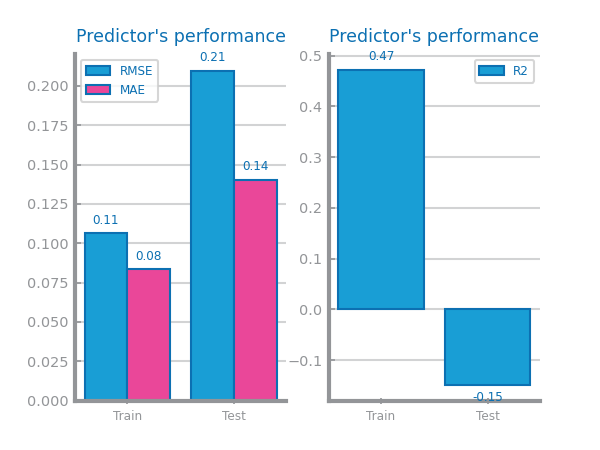 Predictor's performance
0.200
0.175
0.150
0.125
0.100
0.075
0.050
0.025
0.000
RMSE
MAE
0.11
0.08
0.21
0.14
Train
Test
Predictor's performance
0.5
0.4
0.3
0.2
0.1
0.0
−0.1
R2
0.47
-0.15
Train
Test